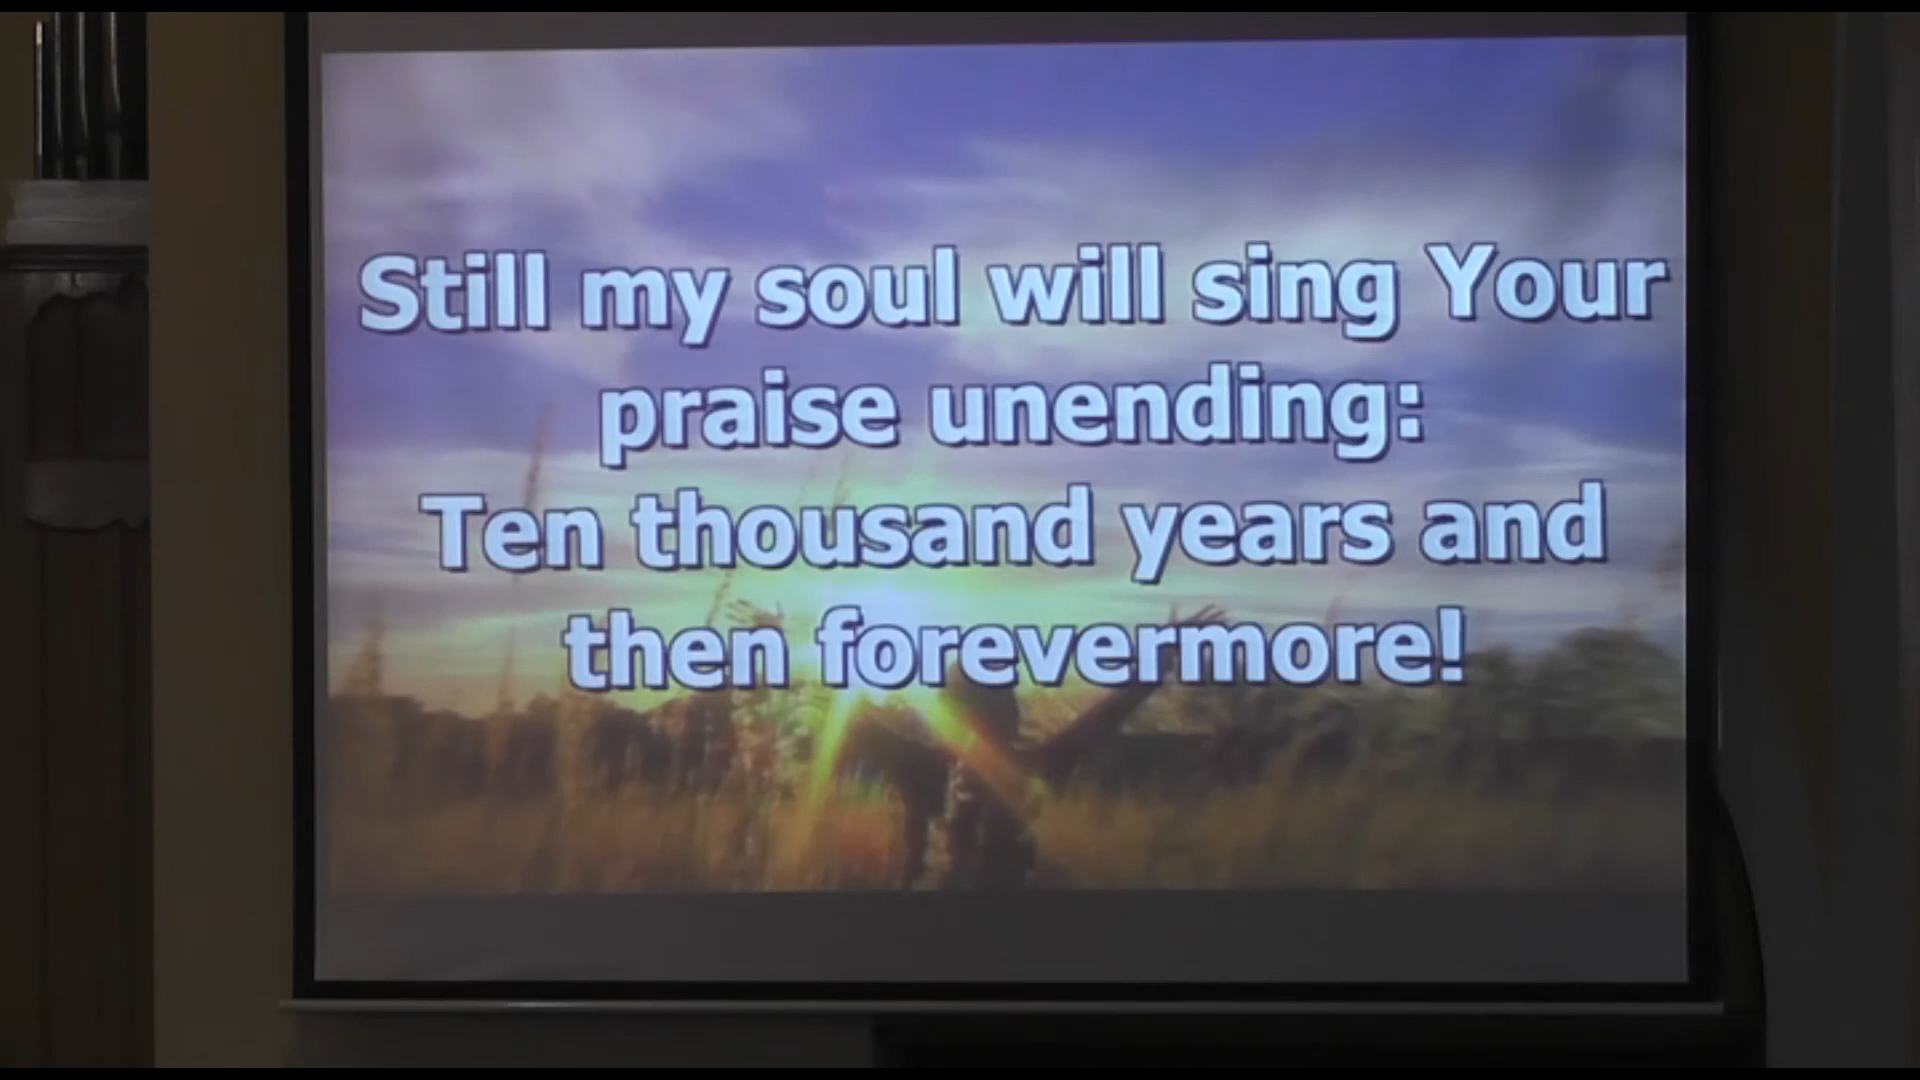 Still my soul will sing Your
praise unending:
Ten thousand years and
then forevermore!